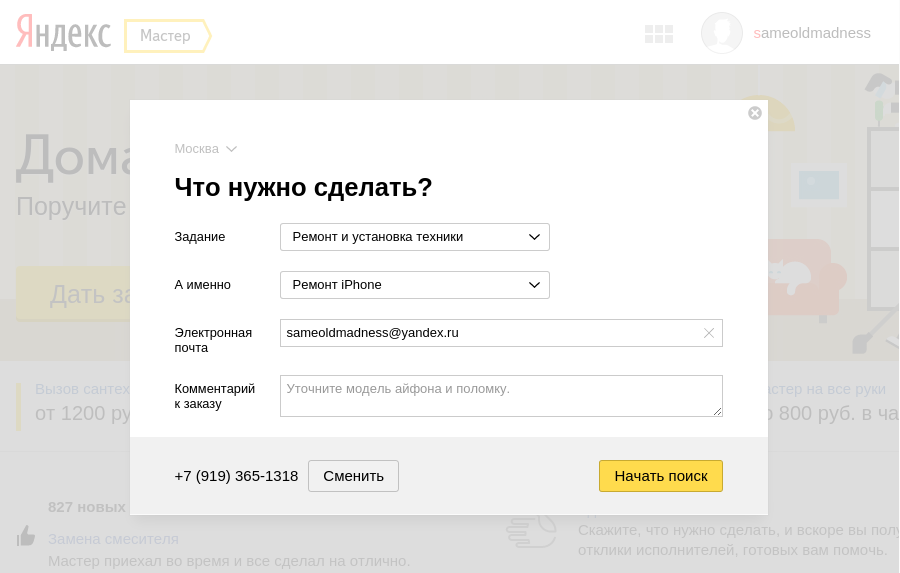 Яндекс Мастер sameoldmadness
Москва
Что нужно сделать?
Задание Ремонт и установка техники
А именно Ремонт iPhone
Электронная
почта
sameoldmadness@yandex.ru
Комментарий
к заказу
Уточните модель айфона и поломку.
+7 (919) 365-1318 Сменить Начать поиск
Дома
Поручите
Дать за
Вызов сантех
от 1200 ру
астер на все руки
800 руб. в ча
827 новых
Замена смесителя
Мастер приехал во время и все сделал на отлично.
Скажите, что нужно сделать, и вскоре вы полу
отклики исполнителей, готовых вам помочь.